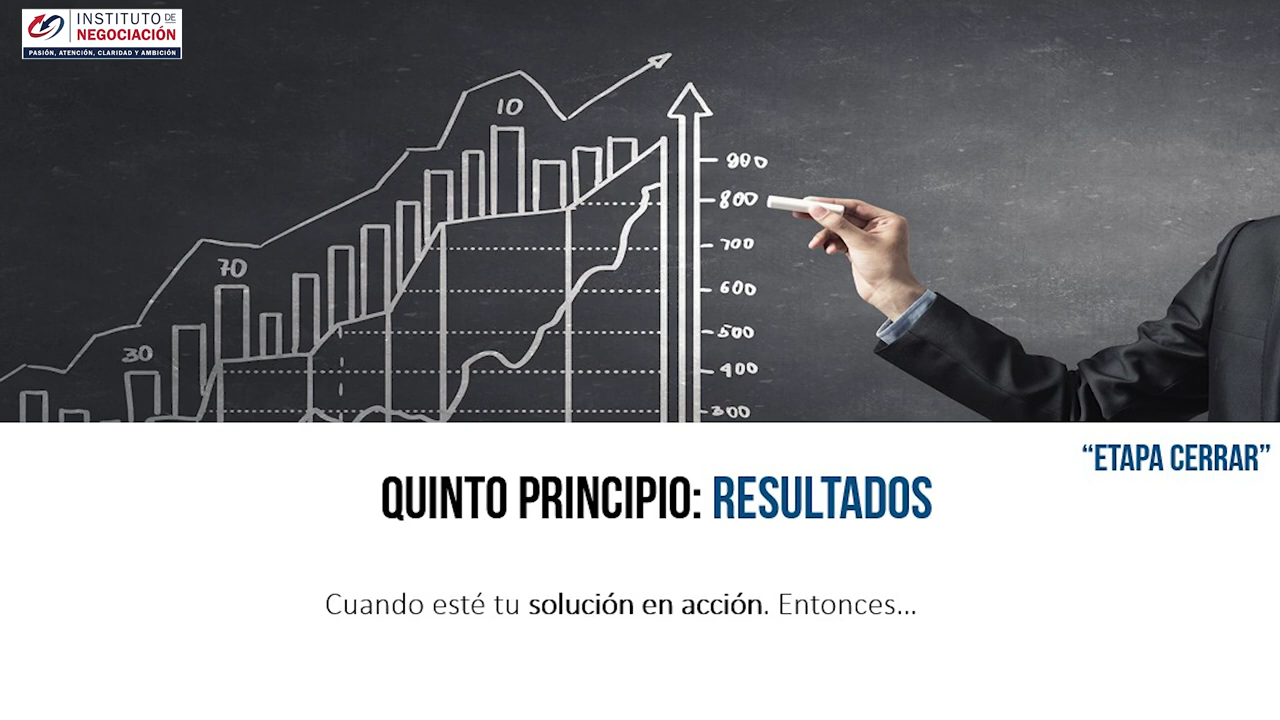 INSTITUTO DE
NEGOCIACIÓN
PASIÓN, ATENCIÓN, CLARIDAD Y AMBICIÓN
10
900
800
70
700
600
500
30
400
300
“ETAPA CERRAR”
QUINTO PRINCIPIO: RESULTADOS
Cuando esté tu solución en acción. Entonces...